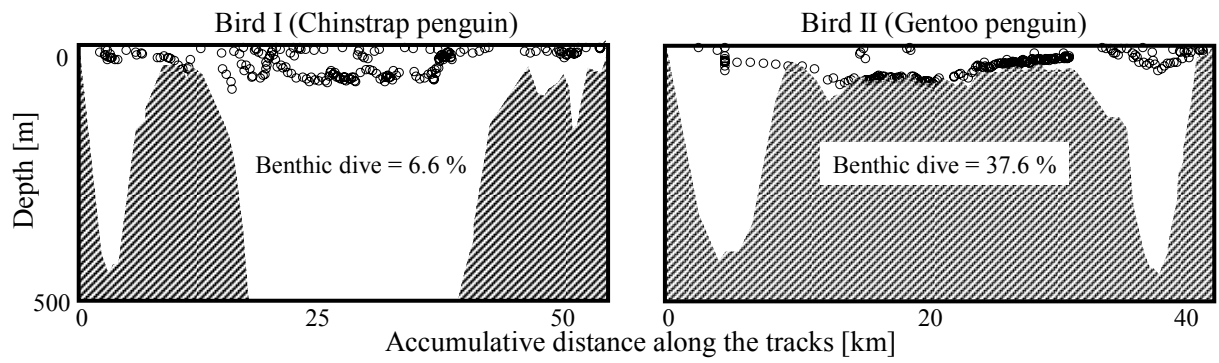 Bird I (Chinstrap penguin)
Bird II (Gentoo penguin)
0
Depth [m]
Benthic dive = 6.6 %
Benthic dive = 37.6 %
500
0 25 50
0 20 40
Accumulative distance along the tracks [km]